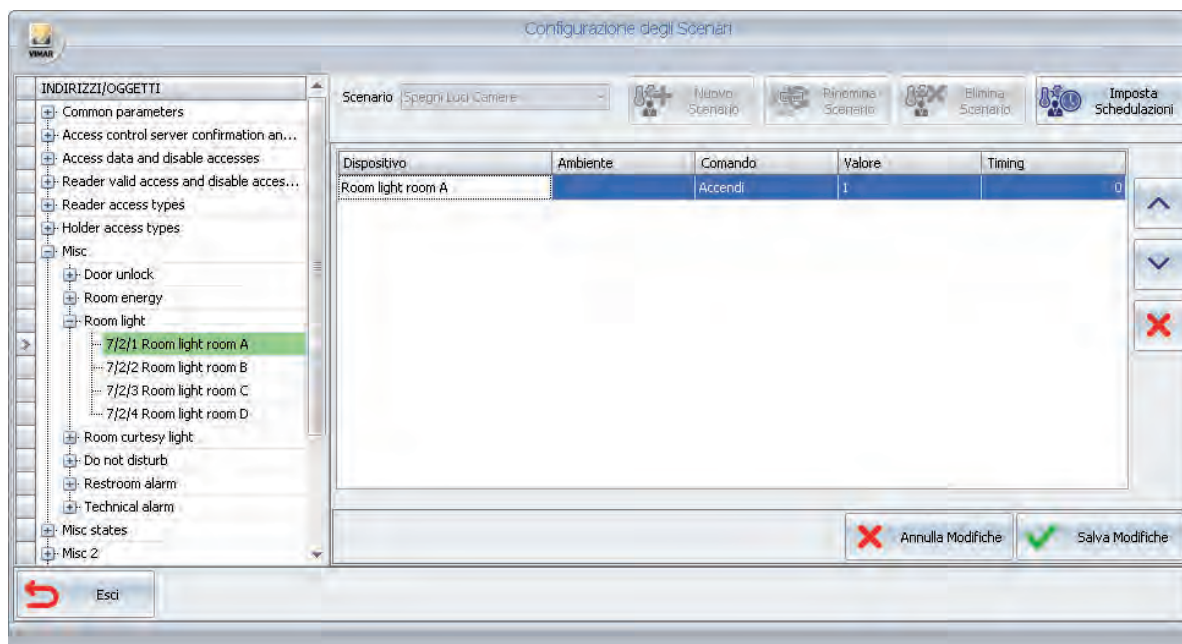 Configurazione degli Scenari
VIMAR
INDIRIZZI/OGGETTI
Common parameters
Access control server confirmation an...
Access data and disable accesses
Reader valid access and disable acces...
Reader access types
Holder access types
Misc
Door unlock
Room energy
Room light
7/2/1 Room light room A
7/2/2 Room light room B
7/2/3 Room light room C
7/2/4 Room light room D
Room curtesy light
Do not disturb
Restroom alarm
Technical alarm
Misc states
Misc 2
Scenario Spegni Luci Camere
Nuovo Scenario
Rinomina Scenario
Elimina Scenario
Imposta Schedulazioni
Dispositivo Ambiente Comando Valore Timing
Room light room A Accendi 1 0
Annulla Modifiche
Salva Modifiche
Esci